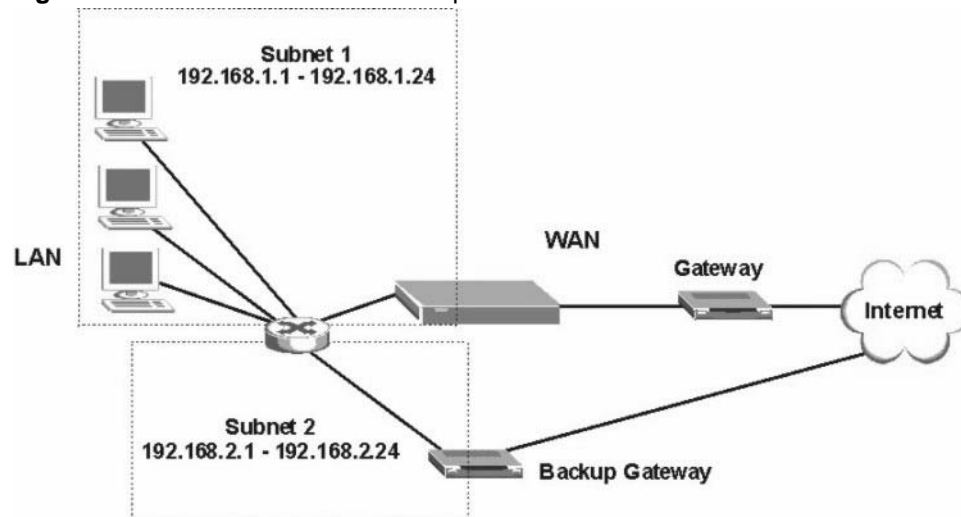 Subnet 1
192.168.1.1 - 192.168.1.24
LAN
WAN
Gateway
Internet
Subnet 2
192.168.2.1 - 192.168.2.24
Backup Gateway